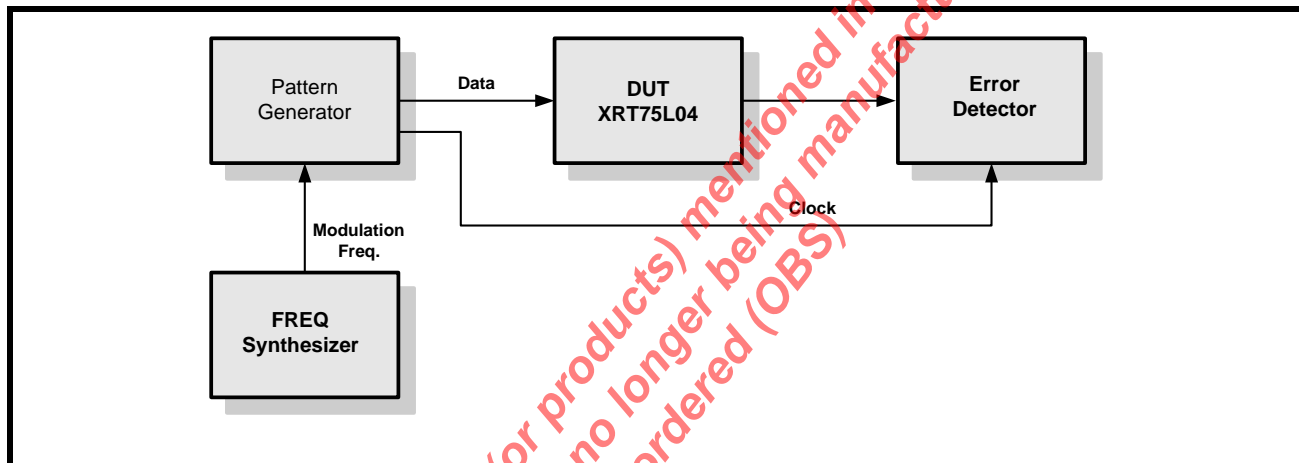 Pattern
Generator
Data
DUT
XRT75L04
Error
Detector
Clock
Modulation
Freq.
FREQ
Synthesizer
(or products) mentioned in
no longer being manufactu
ordered (OBS)